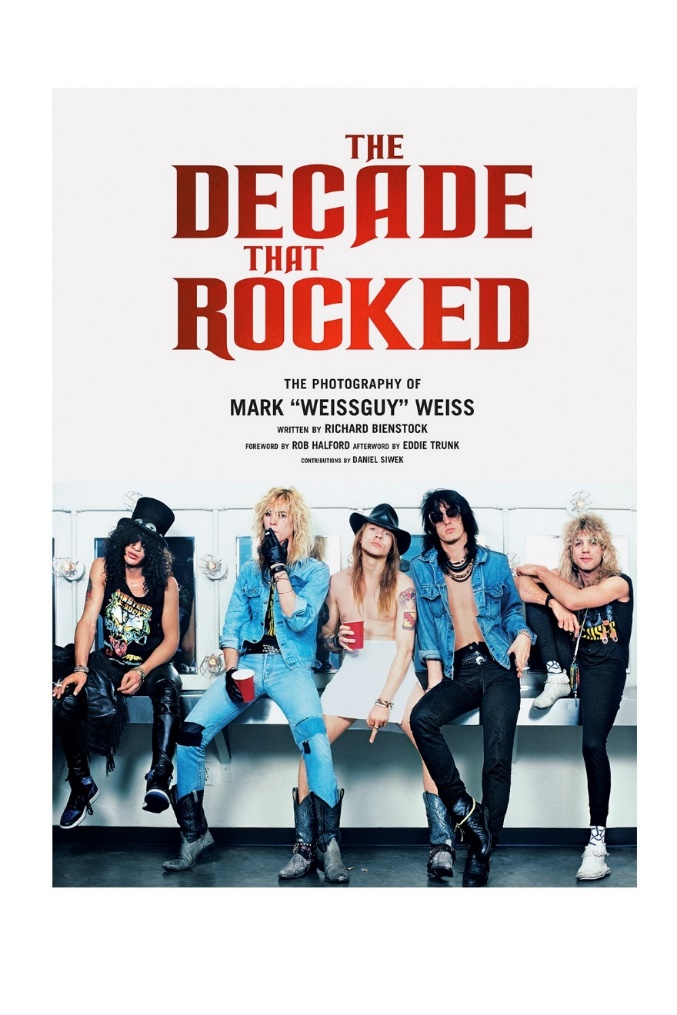 THE
DECADE
THAT
ROCKED
THE PHOTOGRAPHY OF
MARK “WEISSGUY” WEISS
WRITTEN BY RICHARD BIENSTOCK
FOREWORD BY ROB HALFORD AFTERWORD BY EDDIE TRUNK
CONTRIBUTIONS BY DANIEL SIWEK
MONSTERS